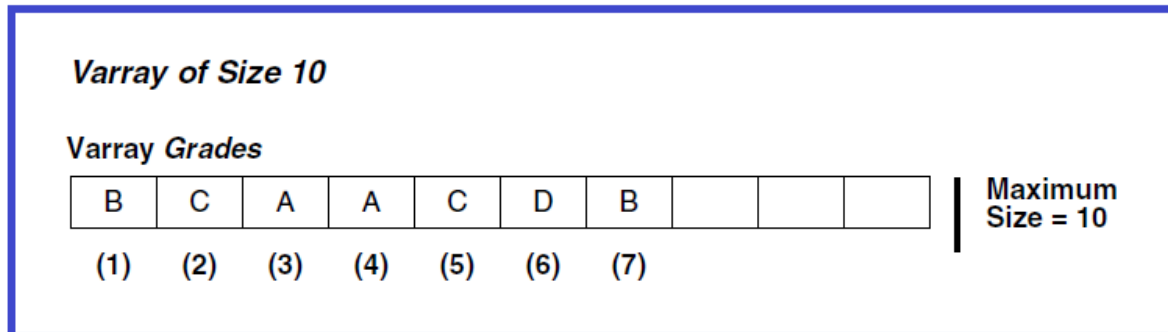 Varray of Size 10
Varray Grades
B C A A C D B
(1) (2) (3) (4) (5) (6) (7)
Maximum
Size = 10